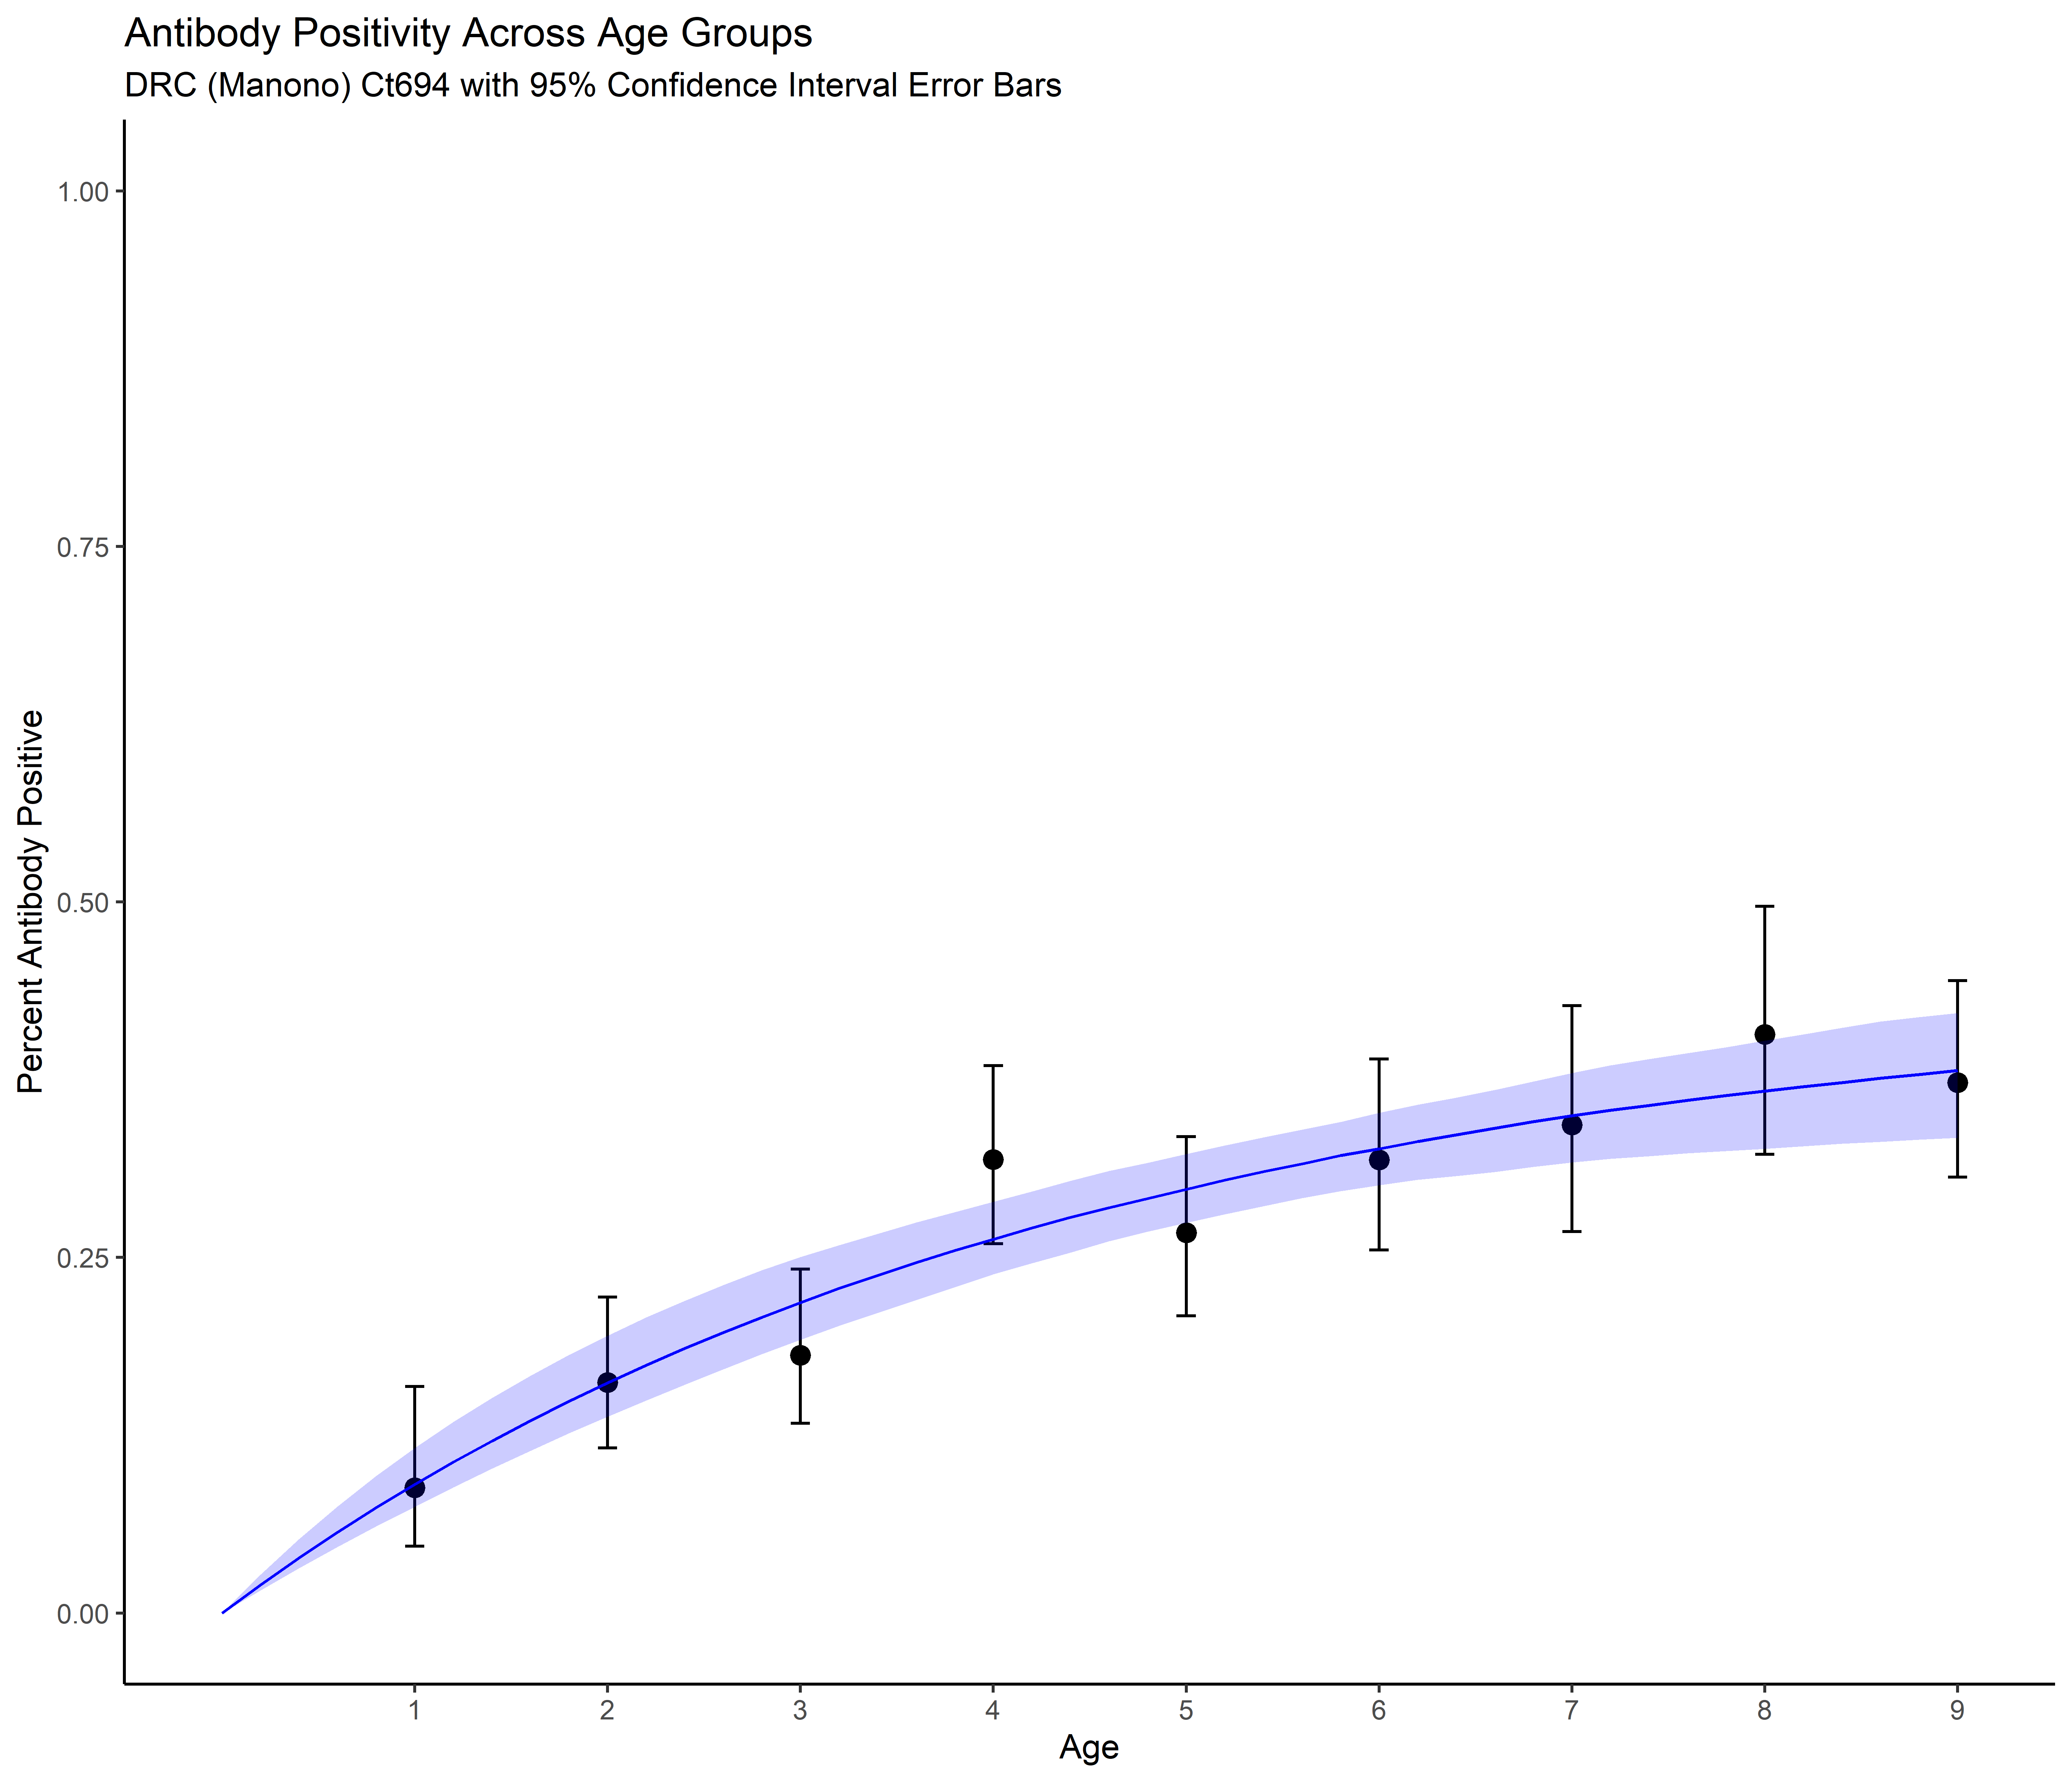 Antibody Positivity Across Age Groups
DRC (Manono) Ct694 with 95% Confidence Interval Error Bars
Percent Antibody Positive
1.00
0.75
0.50
0.25
0.00
1 2 3 4 5 6 7 8 9
Age